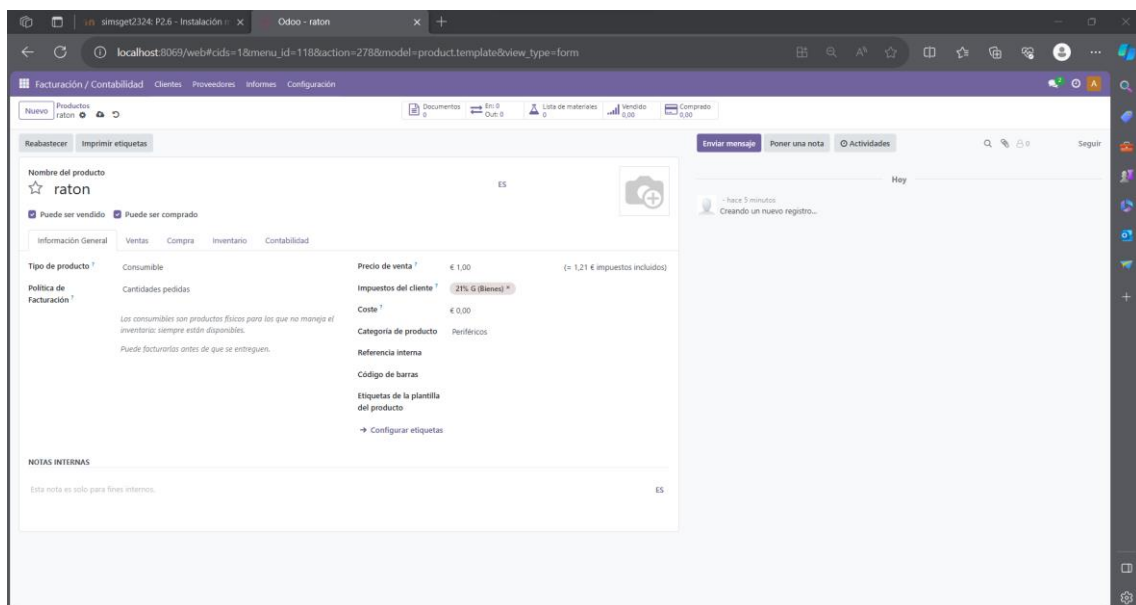 simsget2324: P2.6 - Instalación
Odoo - raton
localhost:8069/web#cids=1&menu_id=118&action=278&model=product.template&view_type=form
Facturación / Contabilidad Clientes Proveedores Informes Configuración
A
Nuevo
Productos
raton
Documentos
0
En: 0
Out: 0
Lista de materiales
0
Vendido
0,00
Comprado
0,00
Reabastecer Imprimir etiquetas
Enviar mensaje Poner una nota Actividades
0
Seguir
Nombre del producto
raton
ES
Puede ser vendido Puede ser comprado
Información General Ventas Compra Inventario Contabilidad
Tipo de producto ? Consumible
Política de Facturación ? Cantidades pedidas
Los consumibles son productos físicos para los que no maneja el
inventario: siempre están disponibles.
Puede facturarlos antes de que se entreguen.
Precio de venta ? € 1,00 (= 1,21 € impuestos incluidos)
Impuestos del cliente ? 21% G (Bienes) ×
Coste ? € 0,00
Categoría de producto Periféricos
Referencia interna
Código de barras
Etiquetas de la plantilla
del producto
→ Configurar etiquetas
NOTAS INTERNAS
Esta nota es solo para fines internos.
ES
Hoy
- hace 5 minutos
Creando un nuevo registro...